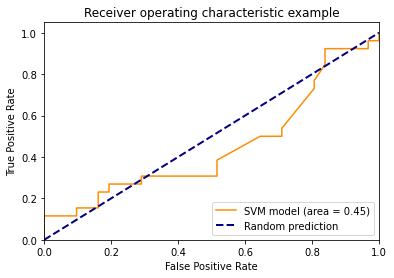 Receiver operating characteristic example
True Positive Rate
1.0
0.8
0.6
0.4
0.2
0.0
SVM model (area = 0.45)
Random prediction
0.0 0.2 0.4 0.6 0.8 1.0
False Positive Rate